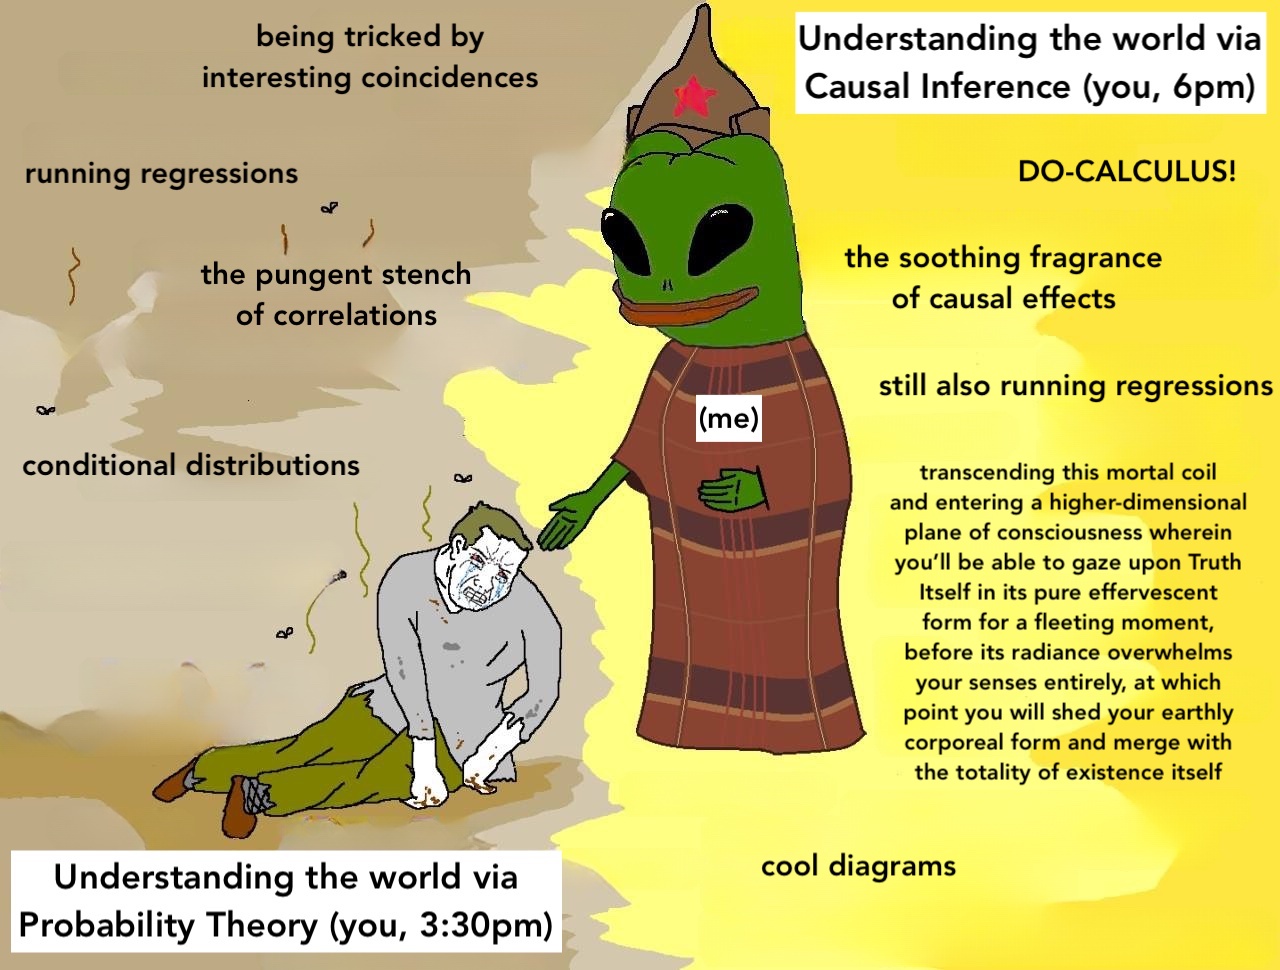 being tricked by
interesting coincidences
running regressions
the pungent stench
of correlations
conditional distributions
Understanding the world via
Probability Theory (you, 3:30pm)
(me)
Understanding the world via
Causal Inference (you, 6pm)
DO-CALCULUS!
the soothing fragrance
of causal effects
still also running regressions
transcending this mortal coil
and entering a higher-dimensional
plane of consciousness wherein
you’ll be able to gaze upon Truth
Itself in its pure effervescent
form for a fleeting moment,
before its radiance overwhelms
your senses entirely, at which
point you will shed your earthly
corporeal form and merge with
the totality of existence itself
cool diagrams